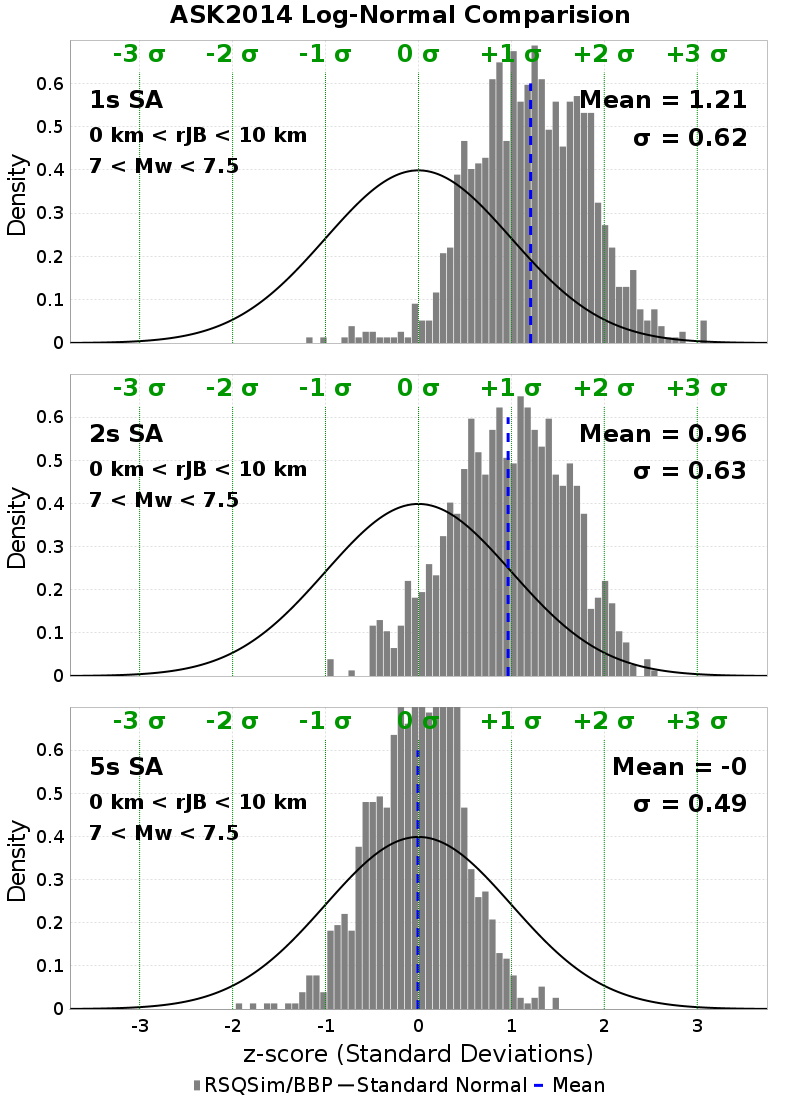 ASK2014 Log-Normal Comparision
-3 σ -2 σ -1 σ 0 σ +1 σ +2 σ +3 σ
1s SA
0 km < rJB < 10 km
7 < Mw < 7.5
Mean = 1.21
σ = 0.62
Density
0.6
0.5
0.4
0.3
0.2
0.1
0
-3 σ -2 σ -1 σ 0 σ +1 σ +2 σ +3 σ
2s SA
0 km < rJB < 10 km
7 < Mw < 7.5
Mean = 0.96
σ = 0.63
Density
0.6
0.5
0.4
0.3
0.2
0.1
0
-3 σ -2 σ -1 σ 0 σ +1 σ +2 σ +3 σ
5s SA
0 km < rJB < 10 km
7 < Mw < 7.5
Mean = -0
σ = 0.49
Density
0.6
0.5
0.4
0.3
0.2
0.1
0
-3 -2 -1 0 1 2 3
z-score (Standard Deviations)
RSQSim/BBP Standard Normal Mean